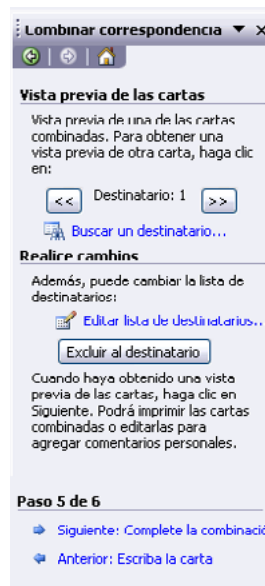 Combinar correspondencia
Vista previa de las cartas
Vista previa de una de las cartas
combinadas. Para obtener una
vista previa de otra carta, haga clic
en:
<< Destinatario: 1 >>
Buscar un destinatario...
Realice cambios
Además, puede cambiar la lista de
destinatarios:
Editar lista de destinatarios...
Excluir al destinatario
Cuando haya obtenido una vista
previa de las cartas, haga clic en
Siguiente. Podrá imprimir las cartas
combinadas o editarlas para
agregar comentarios personales.
Paso 5 de 6
Siguiente: Complete la combinació
Anterior: Escriba la carta